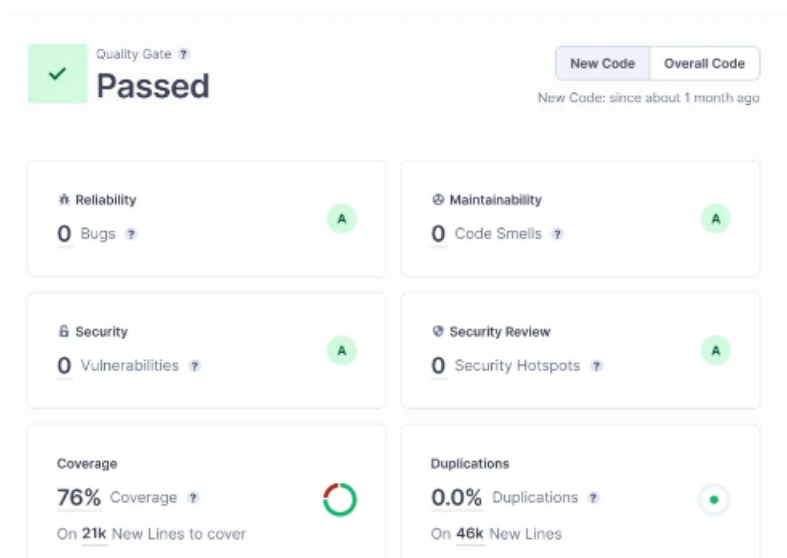 Quality Gate ?
Passed
New Code Overall Code
New Code: since about 1 month ago
Reliability
0 Bugs ?
A
Maintainability
0 Code Smells ?
A
Security
0 Vulnerabilities ?
A
Security Review
0 Security Hotspots ?
A
Coverage
76% Coverage ?
On 21k New Lines to cover
Duplications
0.0% Duplications ?
On 46k New Lines